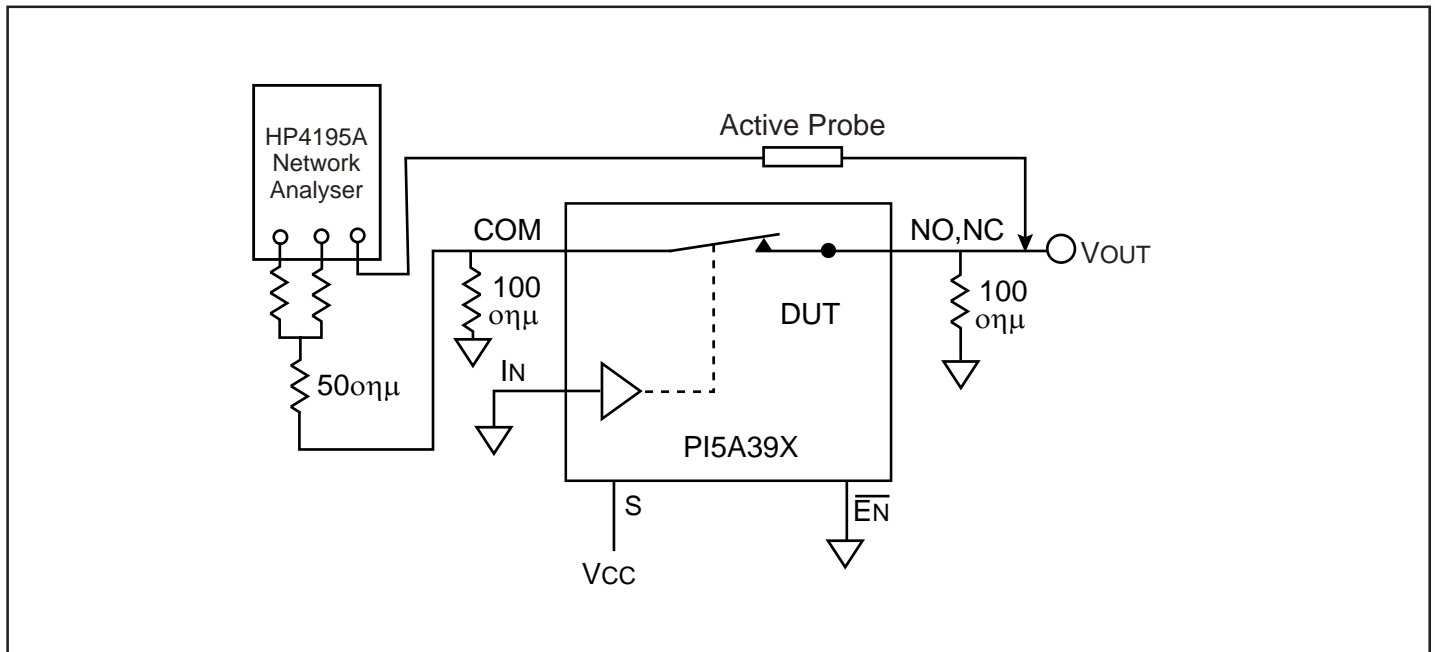 HP4195A
Network
Analyser
Active Probe
COM
NO,NC
VOUT
100
οημ
100
οημ
DUT
50οημ
IN
PI5A39X
S
EN
VCC